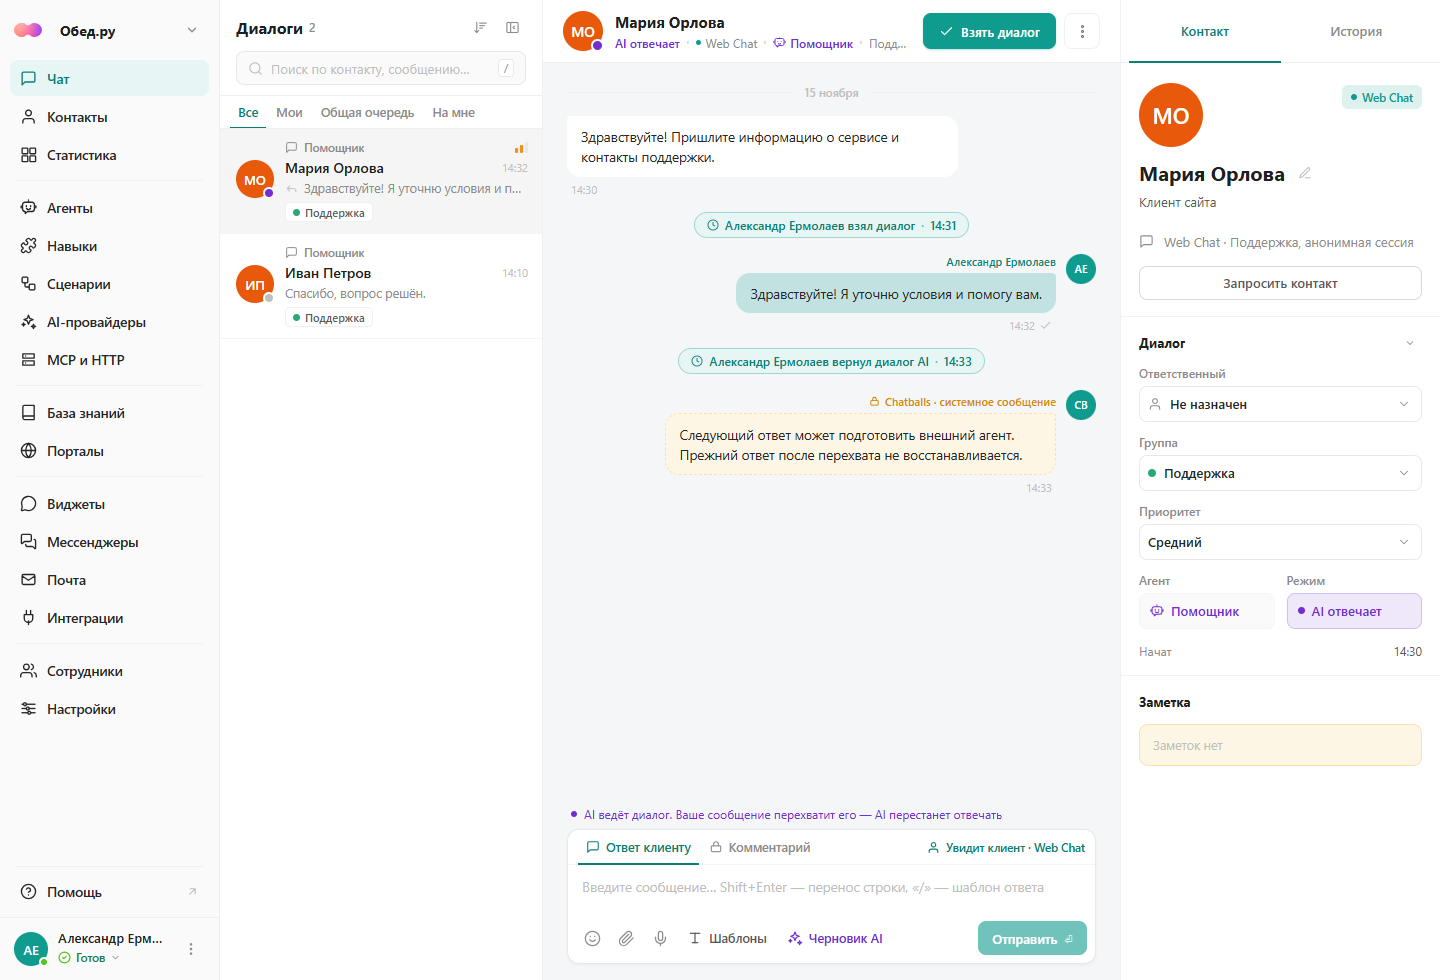 Обед.ру
Чат
Контакты
Статистика
Агенты
Навыки
Сценарии
AI-провайдеры
MCP и HTTP
База знаний
Порталы
Виджеты
Мессенджеры
Почта
Интеграции
Сотрудники
Настройки
Помощь
АЕ
Александр Ерм...
Готов
Диалоги 2
Поиск по контакту, сообщению... /
Все Мои Общая очередь На мне
Помощник
МО
Мария Орлова 14:32
Здравствуйте! Я уточню условия и п...
Поддержка
Помощник
ИП
Иван Петров 14:10
Спасибо, вопрос решён.
Поддержка
МО
Мария Орлова
AI отвечает · Web Chat · Помощник · Подд...
Взять диалог
15 ноября
Здравствуйте! Пришлите информацию о сервисе и
контакты поддержки.
14:30
Александр Ермолаев взял диалог · 14:31
Александр Ермолаев
АЕ
Здравствуйте! Я уточню условия и помогу вам.
14:32
Александр Ермолаев вернул диалог AI · 14:33
Chatballs · системное сообщение
СВ
Следующий ответ может подготовить внешний агент.
Прежний ответ после перехвата не восстанавливается.
14:33
AI ведёт диалог. Ваше сообщение перехватит его — AI перестанет отвечать
Ответ клиенту Комментарий Увидит клиент · Web Chat
Введите сообщение... Shift+Enter — перенос строки, «/» — шаблон ответа
Шаблоны Черновик AI Отправить ⏎
Контакт История
МО
Web Chat
Мария Орлова
Клиент сайта
Web Chat · Поддержка, анонимная сессия
Запросить контакт
Диалог
Ответственный
Не назначен
Группа
Поддержка
Приоритет
Средний
Агент Режим
Помощник AI отвечает
Начат 14:30
Заметка
Заметок нет